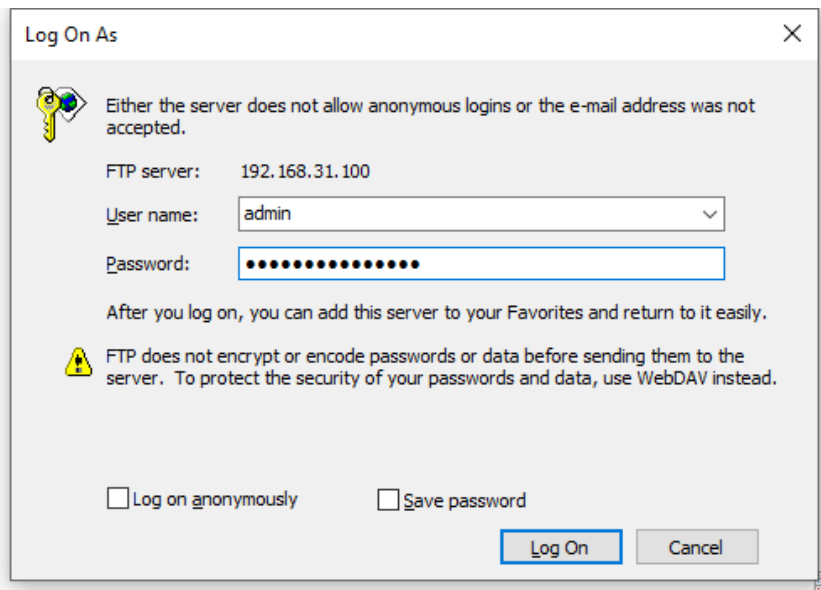 Log On As
Either the server does not allow anonymous logins or the e-mail address was not
accepted.
FTP server: 192.168.31.100
User name: admin
Password: ●●●●●●●●●●●●●●●
After you log on, you can add this server to your Favorites and return to it easily.
FTP does not encrypt or encode passwords or data before sending them to the
server.  To protect the security of your passwords and data, use WebDAV instead.
Log on anonymously Save password
Log On Cancel